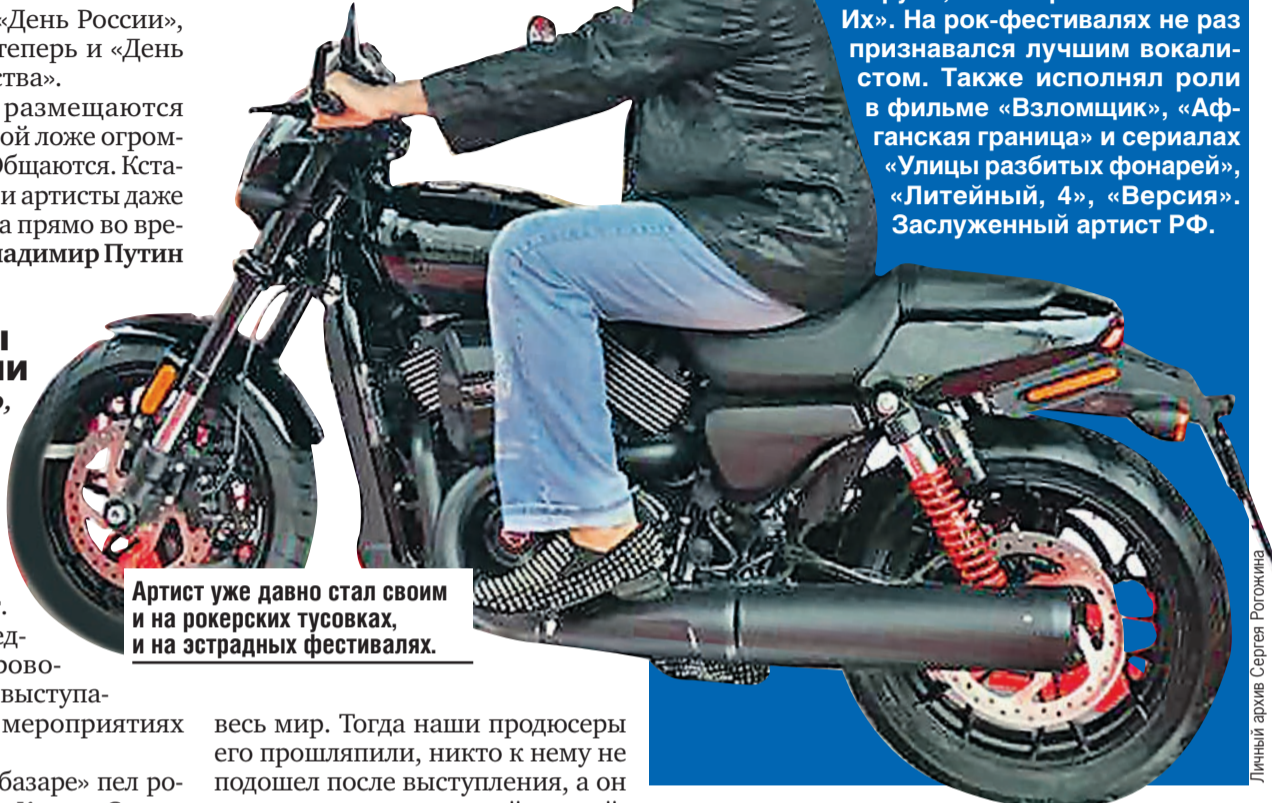 «День России»,
теперь и «День
ства».
размещаются
ой ложе огром-
Общаются. Кста-
и артисты даже
а прямо во вре-
Владимир Путин
ы
ли
выступа-
мероприятиях
базаре» пел ро-
Артист уже давно стал своим
и на рокерских тусовках,
и на эстрадных фестивалях.
весь мир. Тогда наши продюсеры
его прошляпили, никто к нему не
подошел после выступления, а он
Их». На рок-фестивалях не раз
признавался лучшим вокали-
стом. Также исполнял роли
в фильме «Взломщик», «Аф-
ганская граница» и сериалах
«Улицы разбитых фонарей»,
«Литейный, 4», «Версия».
Заслуженный артист РФ.
Личный архив Сергея Рогожина